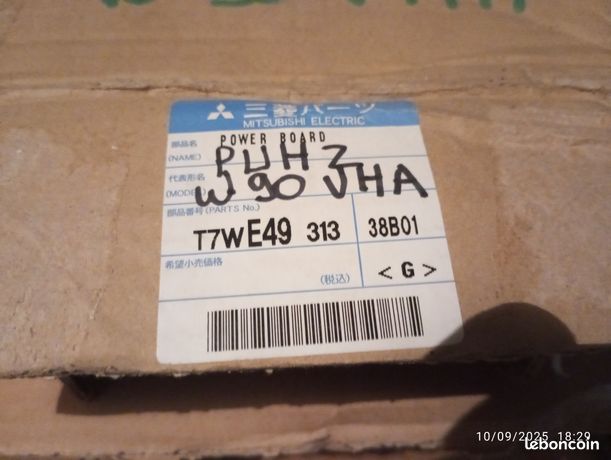 三菱パーツ
MITSUBISHI ELECTRIC
部品名
(NAME)
POWER BOARD
PUHZ
代表形名
W90 VHA
部品番号(PARTS No.)
T7WE49 313 38B01
希望小売価格
(税込)
<G>
10/09/2025 18:29
leboncoin